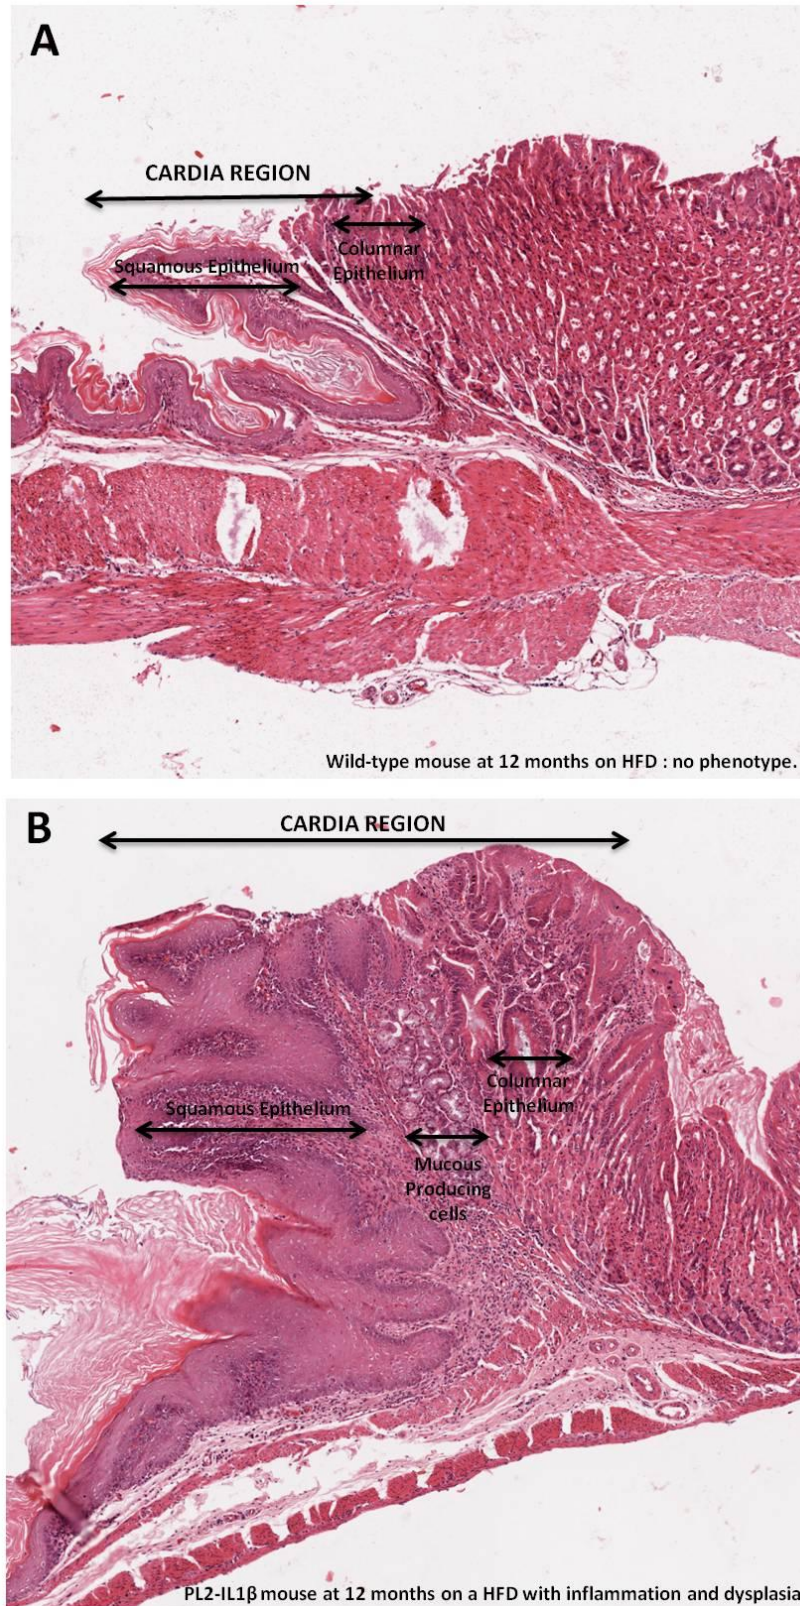 A
CARDIA REGION
Columnar
Epithelium
Squamous Epithelium
Wild-type mouse at 12 months on HFD : no phenotype.
B
CARDIA REGION
Columnar
Epithelium
Squamous Epithelium
Mucous
Producing
cells
PL2-IL1β mouse at 12 months on a HFD with inflammation and dysplasia